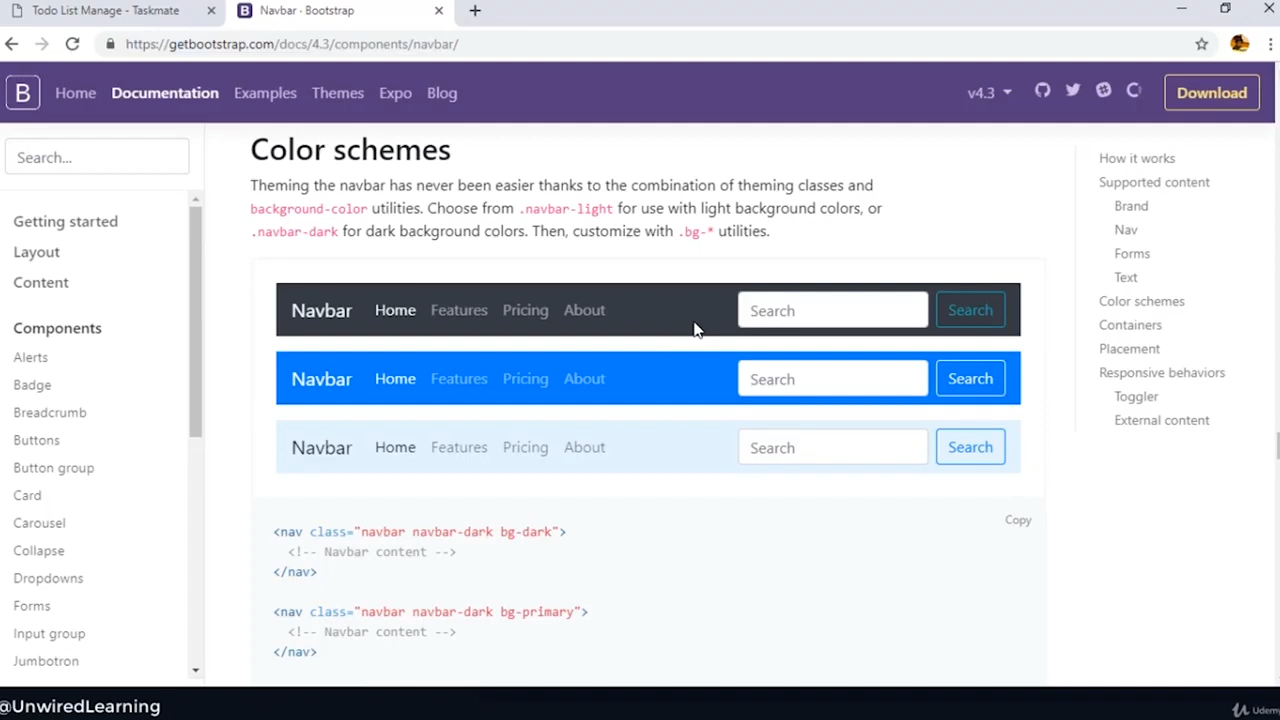 Todo List Manage - Taskmate
Navbar · Bootstrap
https://getbootstrap.com/docs/4.3/components/navbar/
B Home Documentation Examples Themes Expo Blog v4.3 Download
Search...
Getting started
Layout
Content
Components
Alerts
Badge
Breadcrumb
Buttons
Button group
Card
Carousel
Collapse
Dropdowns
Forms
Input group
Jumbotron
Color schemes
Theming the navbar has never been easier thanks to the combination of theming classes and
background-color utilities. Choose from .navbar-light for use with light background colors, or
.navbar-dark for dark background colors. Then, customize with .bg-* utilities.
Navbar Home Features Pricing About Search Search
Navbar Home Features Pricing About Search Search
Navbar Home Features Pricing About Search Search
Copy
<nav class="navbar navbar-dark bg-dark">
<!-- Navbar content -->
</nav>
<nav class="navbar navbar-dark bg-primary">
<!-- Navbar content -->
</nav>
How it works
Supported content
Brand
Nav
Forms
Text
Color schemes
Containers
Placement
Responsive behaviors
Toggler
External content
@UnwiredLearning
Udemy